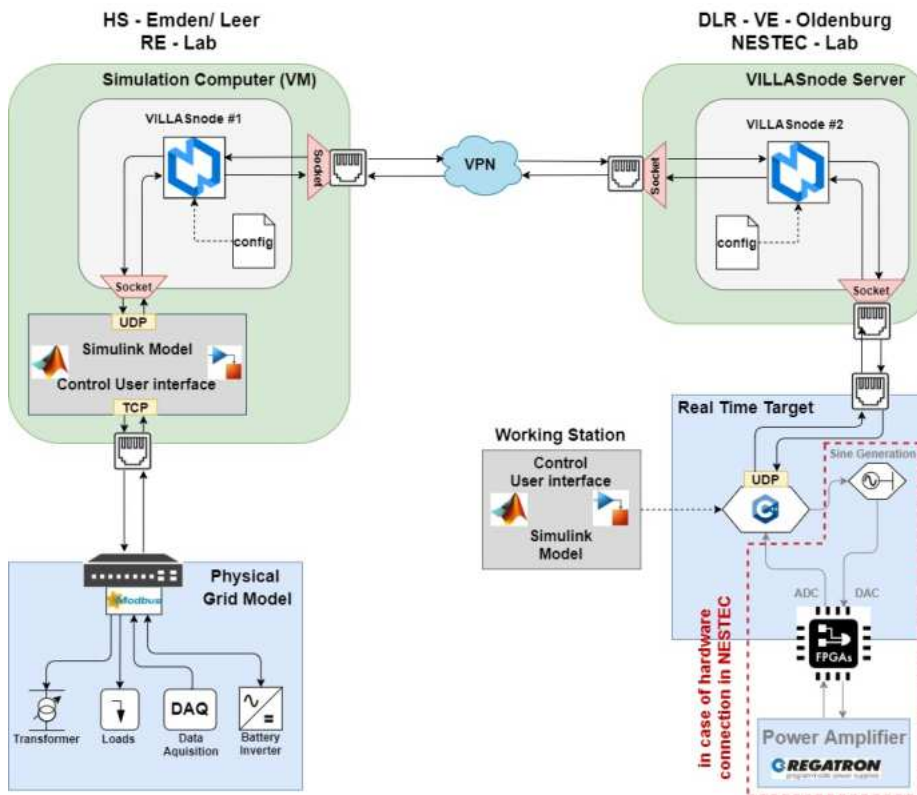 HS - Emden/ Leer
RE - Lab
Simulation Computer (VM)
VILLASnode #1
Socket
config
Socket
UDP
Simulink Model
Control User interface
TCP
Physical
Grid Model
Modbus
Transformer
Loads
DAQ
Data
Aquisition
Battery
Inverter
VPN
DLR - VE - Oldenburg
NESTEC - Lab
VILLASnode Server
VILLASnode #2
Socket
config
Socket
Working Station
Control
User interface
Simulink
Model
Real Time Target
Sine Generation
UDP
C++
ADC
DAC
FPGAs
in case of hardware
connection in NESTEC
Power Amplifier
REGATRON
programmable power supplies